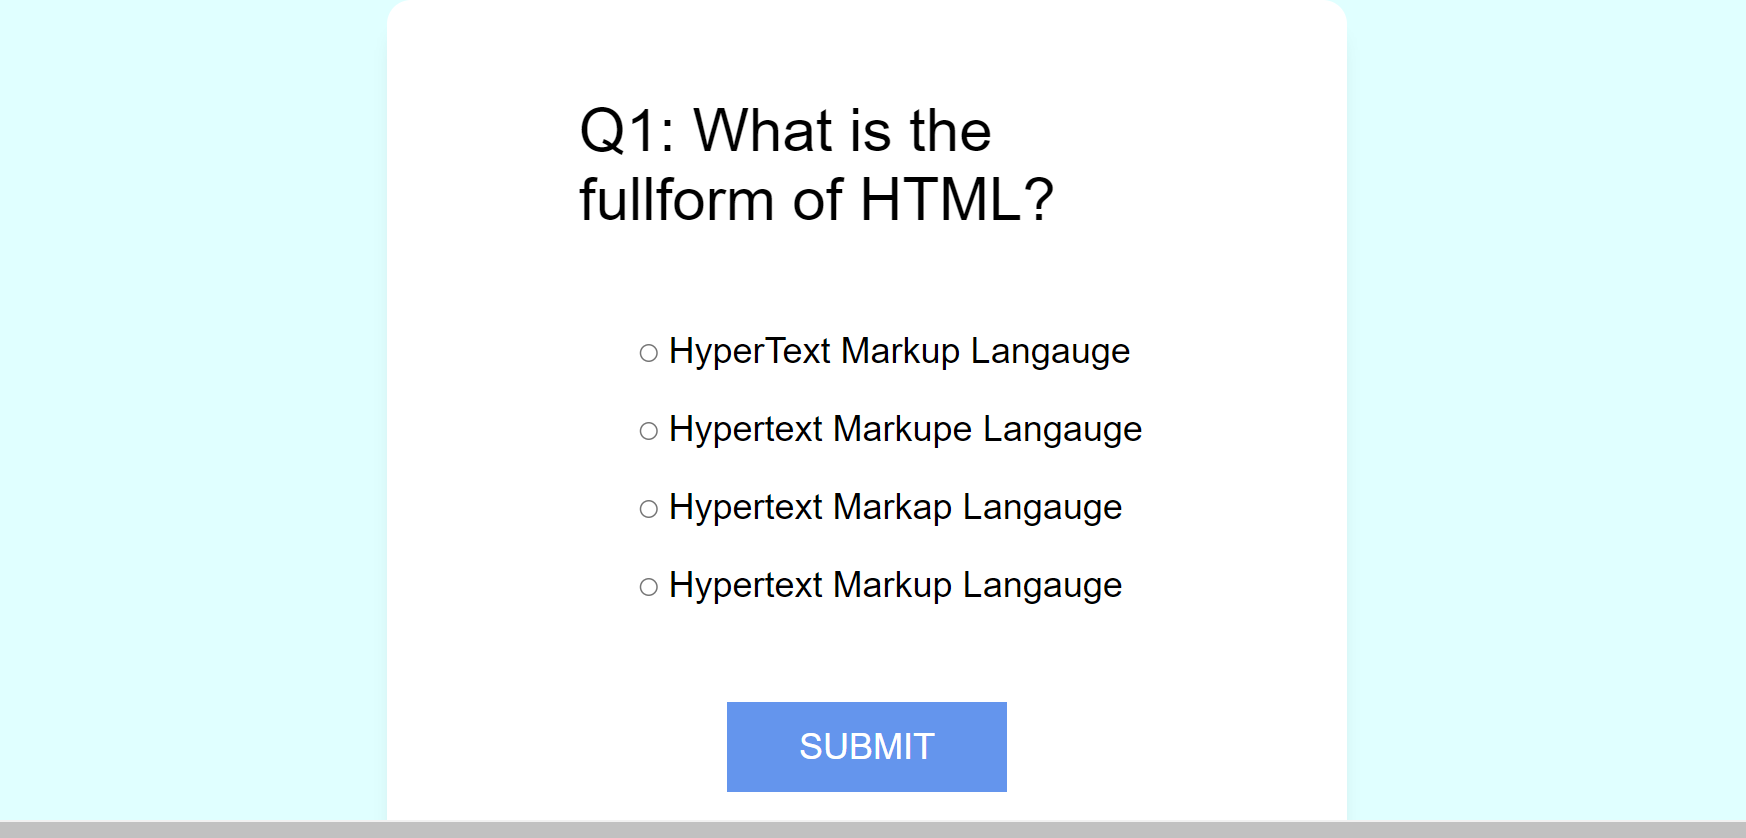 Q1: What is the
fullform of HTML?
HyperText Markup Langauge
Hypertext Markupe Langauge
Hypertext Markap Langauge
Hypertext Markup Langauge
SUBMIT